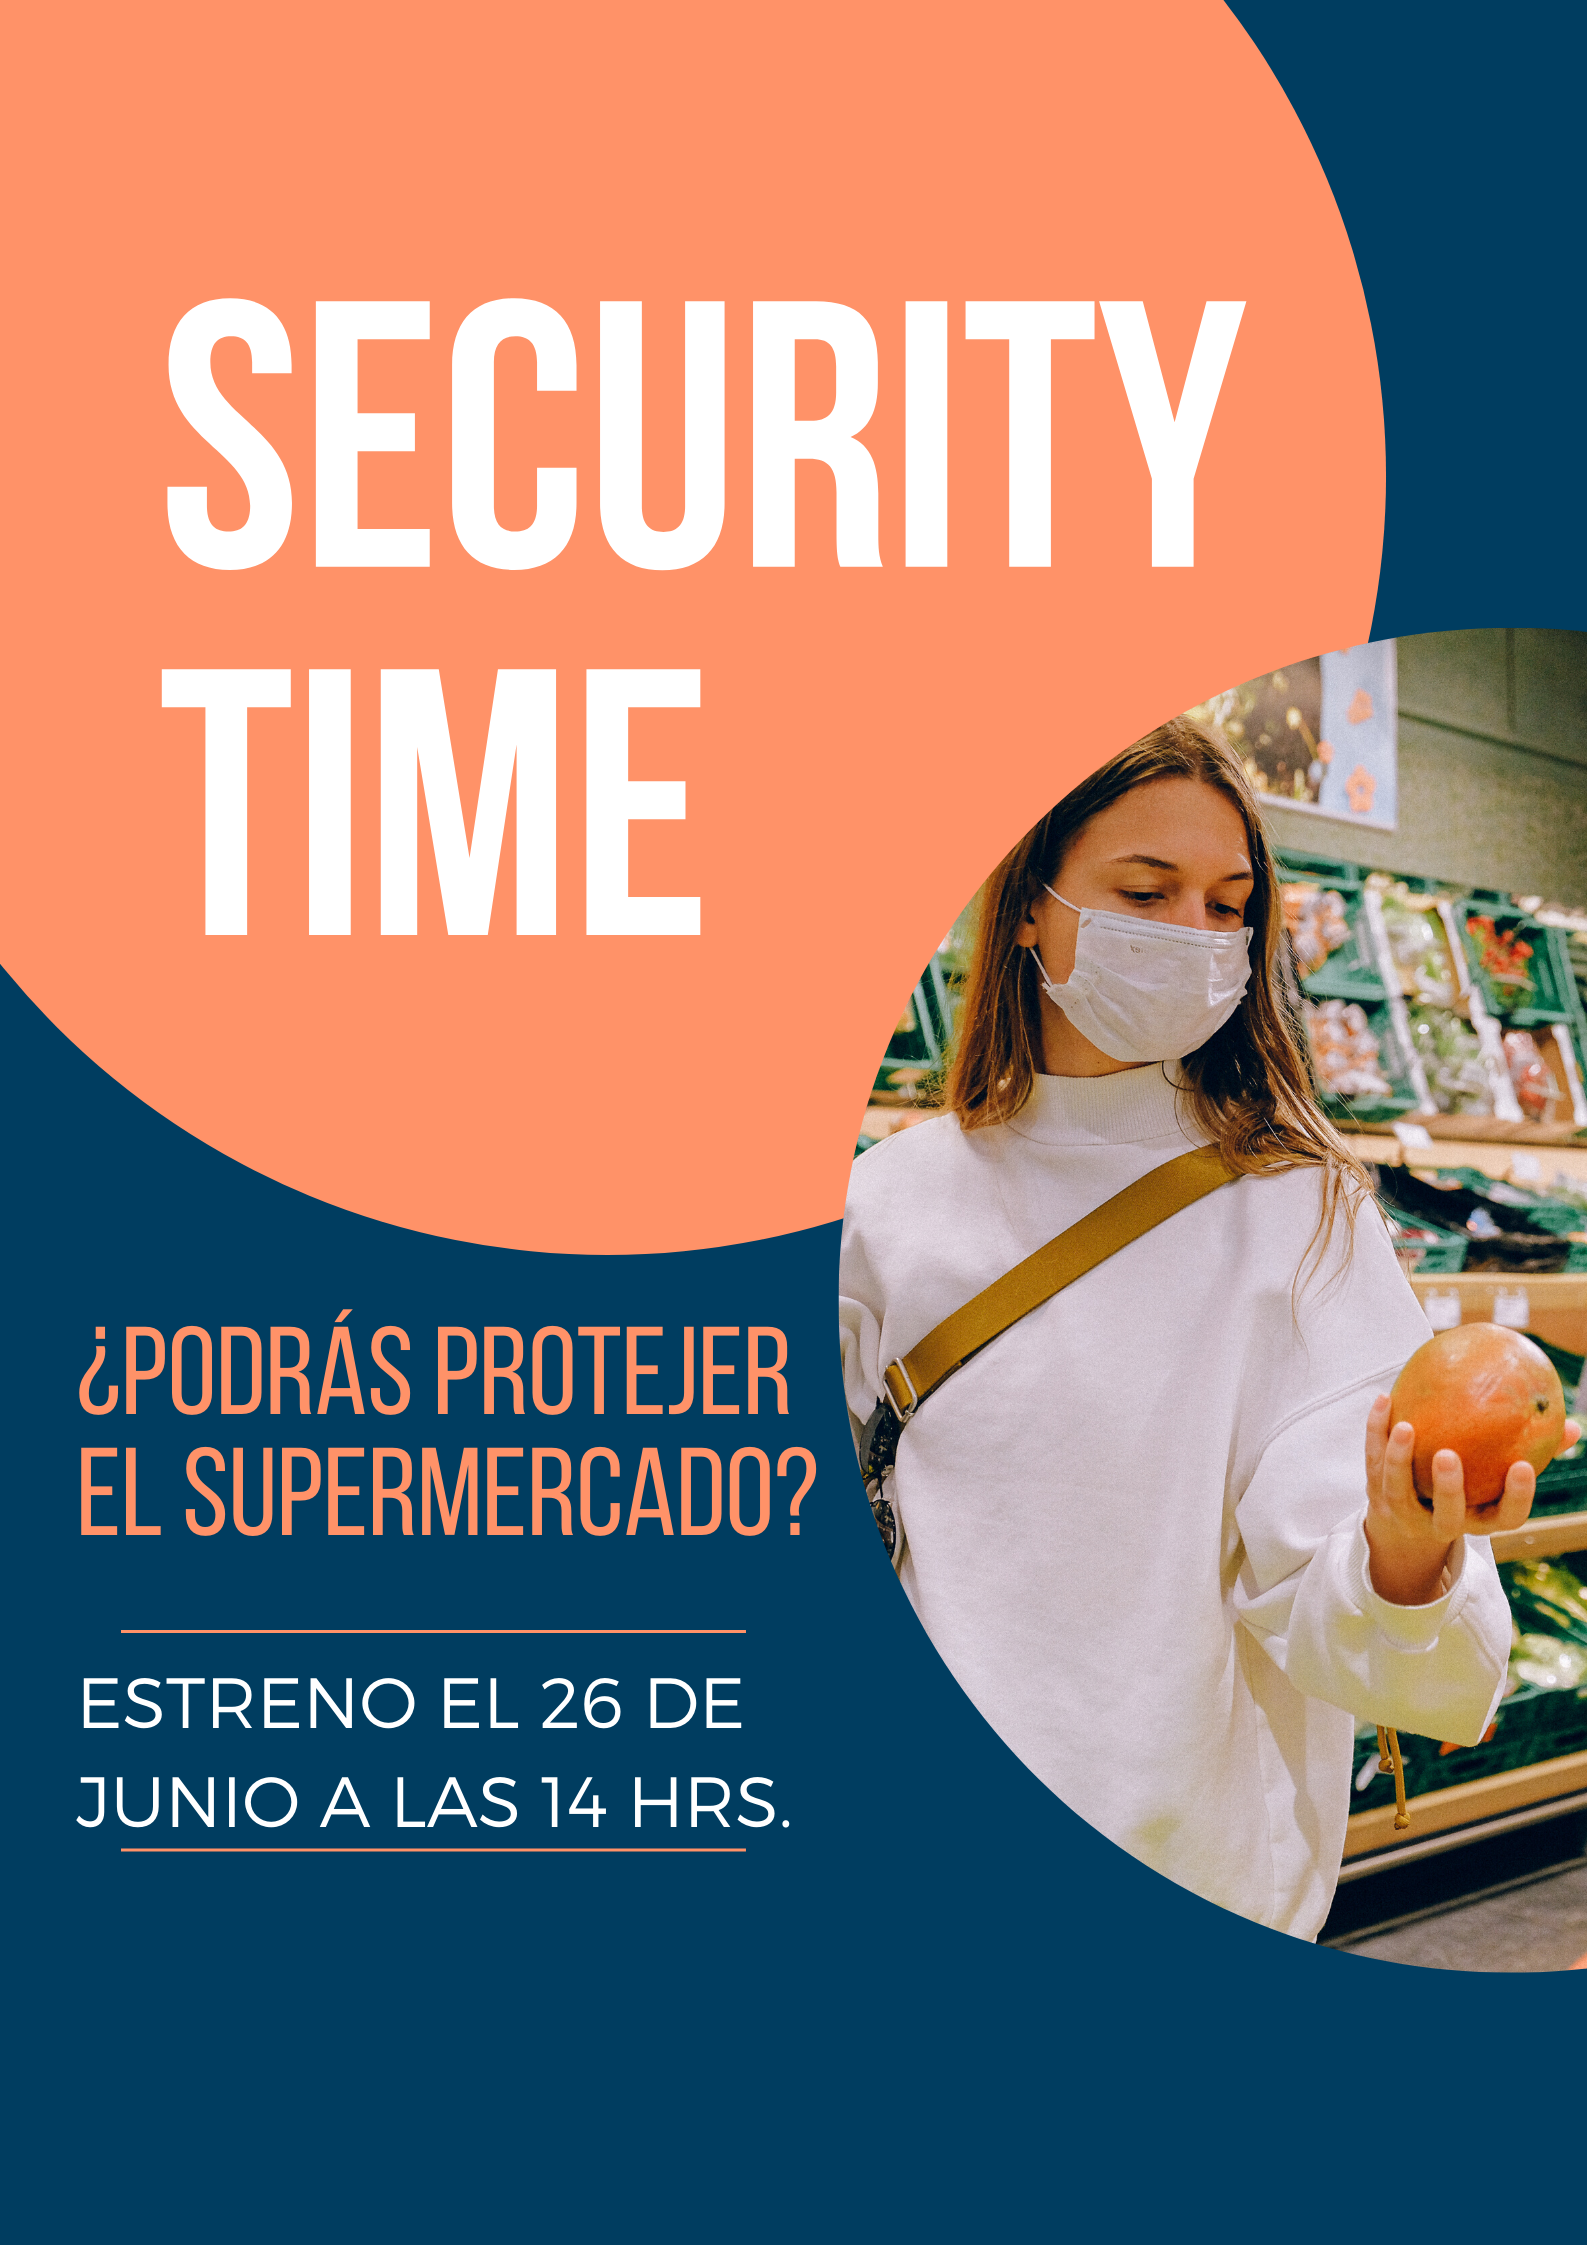 SECURITY
TIME
¿PODRÁS PROTEJER
EL SUPERMERCADO?
ESTRENO EL 26 DE
JUNIO A LAS 14 HRS.